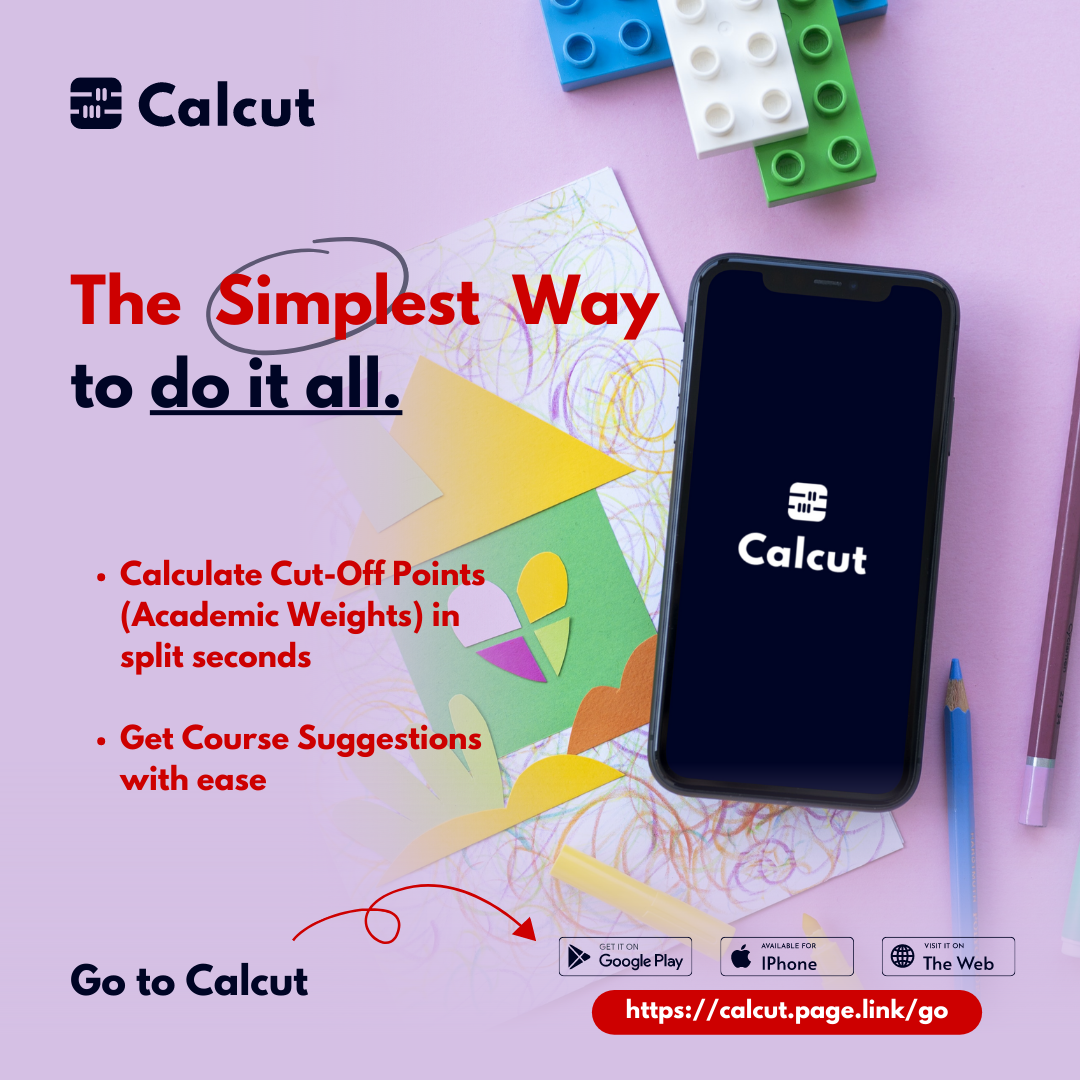 Calcut
The Simplest Way
to do it all.
Calcut
• Calculate Cut-Off Points
(Academic Weights) in
split seconds
• Get Course Suggestions
with ease
Go to Calcut
GET IT ON
Google Play
AVAILABLE FOR
IPhone
VISIT IT ON
The Web
https://calcut.page.link/go